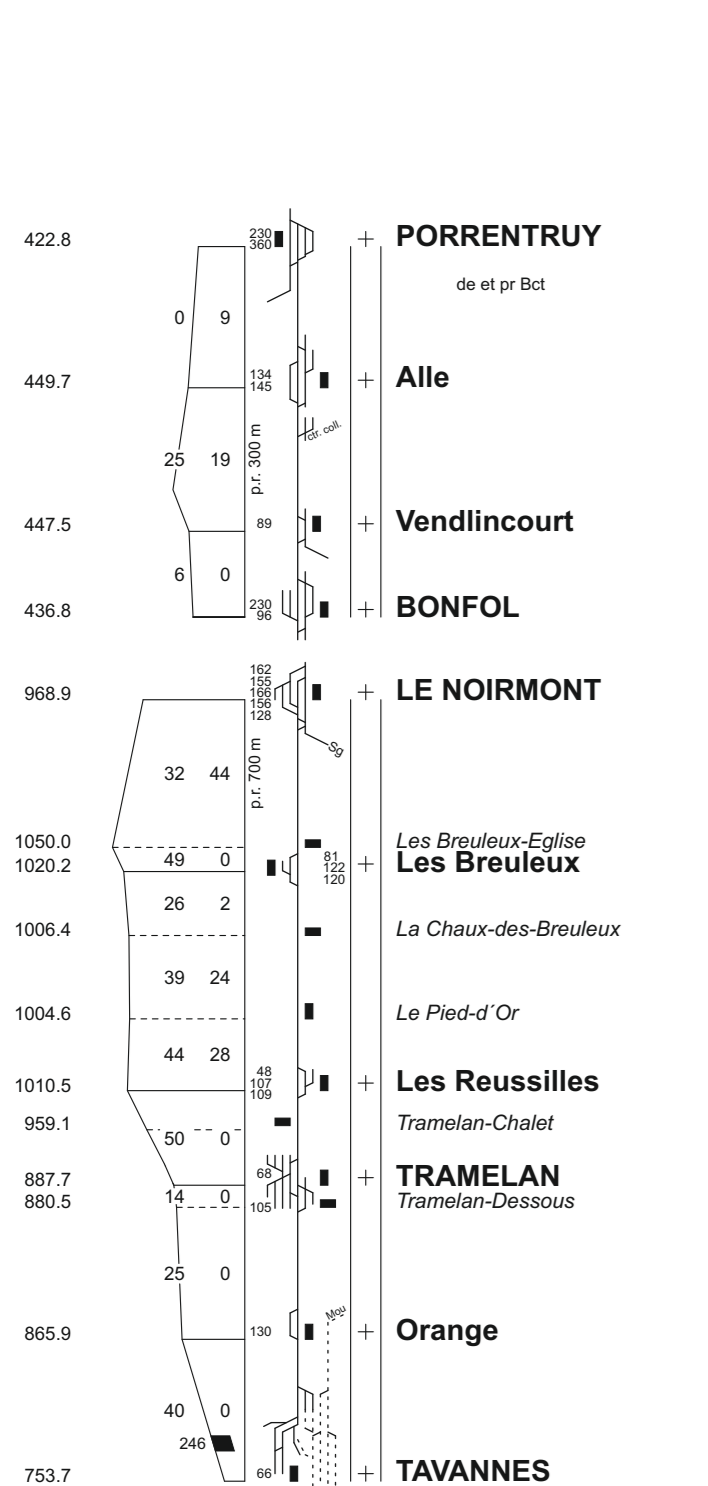 422.8 230 + PORRENTRUY
360
de et pr Bct
0 9
449.7 134 + Alle
145
ctr. coll.
p.r. 300 m
25 19
447.5 89 + Vendlincourt
6 0
436.8 230 + BONFOL
96
162
155
968.9 166 + LE NOIRMONT
156
128
Sg
p.r. 700 m
32 44
1050.0 Les Breuleux-Eglise
81
1020.2 49 0 122 + Les Breuleux
120
26 2
1006.4 La Chaux-des-Breuleux
39 24
1004.6 Le Pied-d´Or
44 28
48
1010.5 107 + Les Reussilles
109
959.1 Tramelan-Chalet
50 0
887.7 68 + TRAMELAN
14 0
880.5 105 Tramelan-Dessous
25 0
Mou
865.9 130 + Orange
40 0
246
753.7 66 + TAVANNES